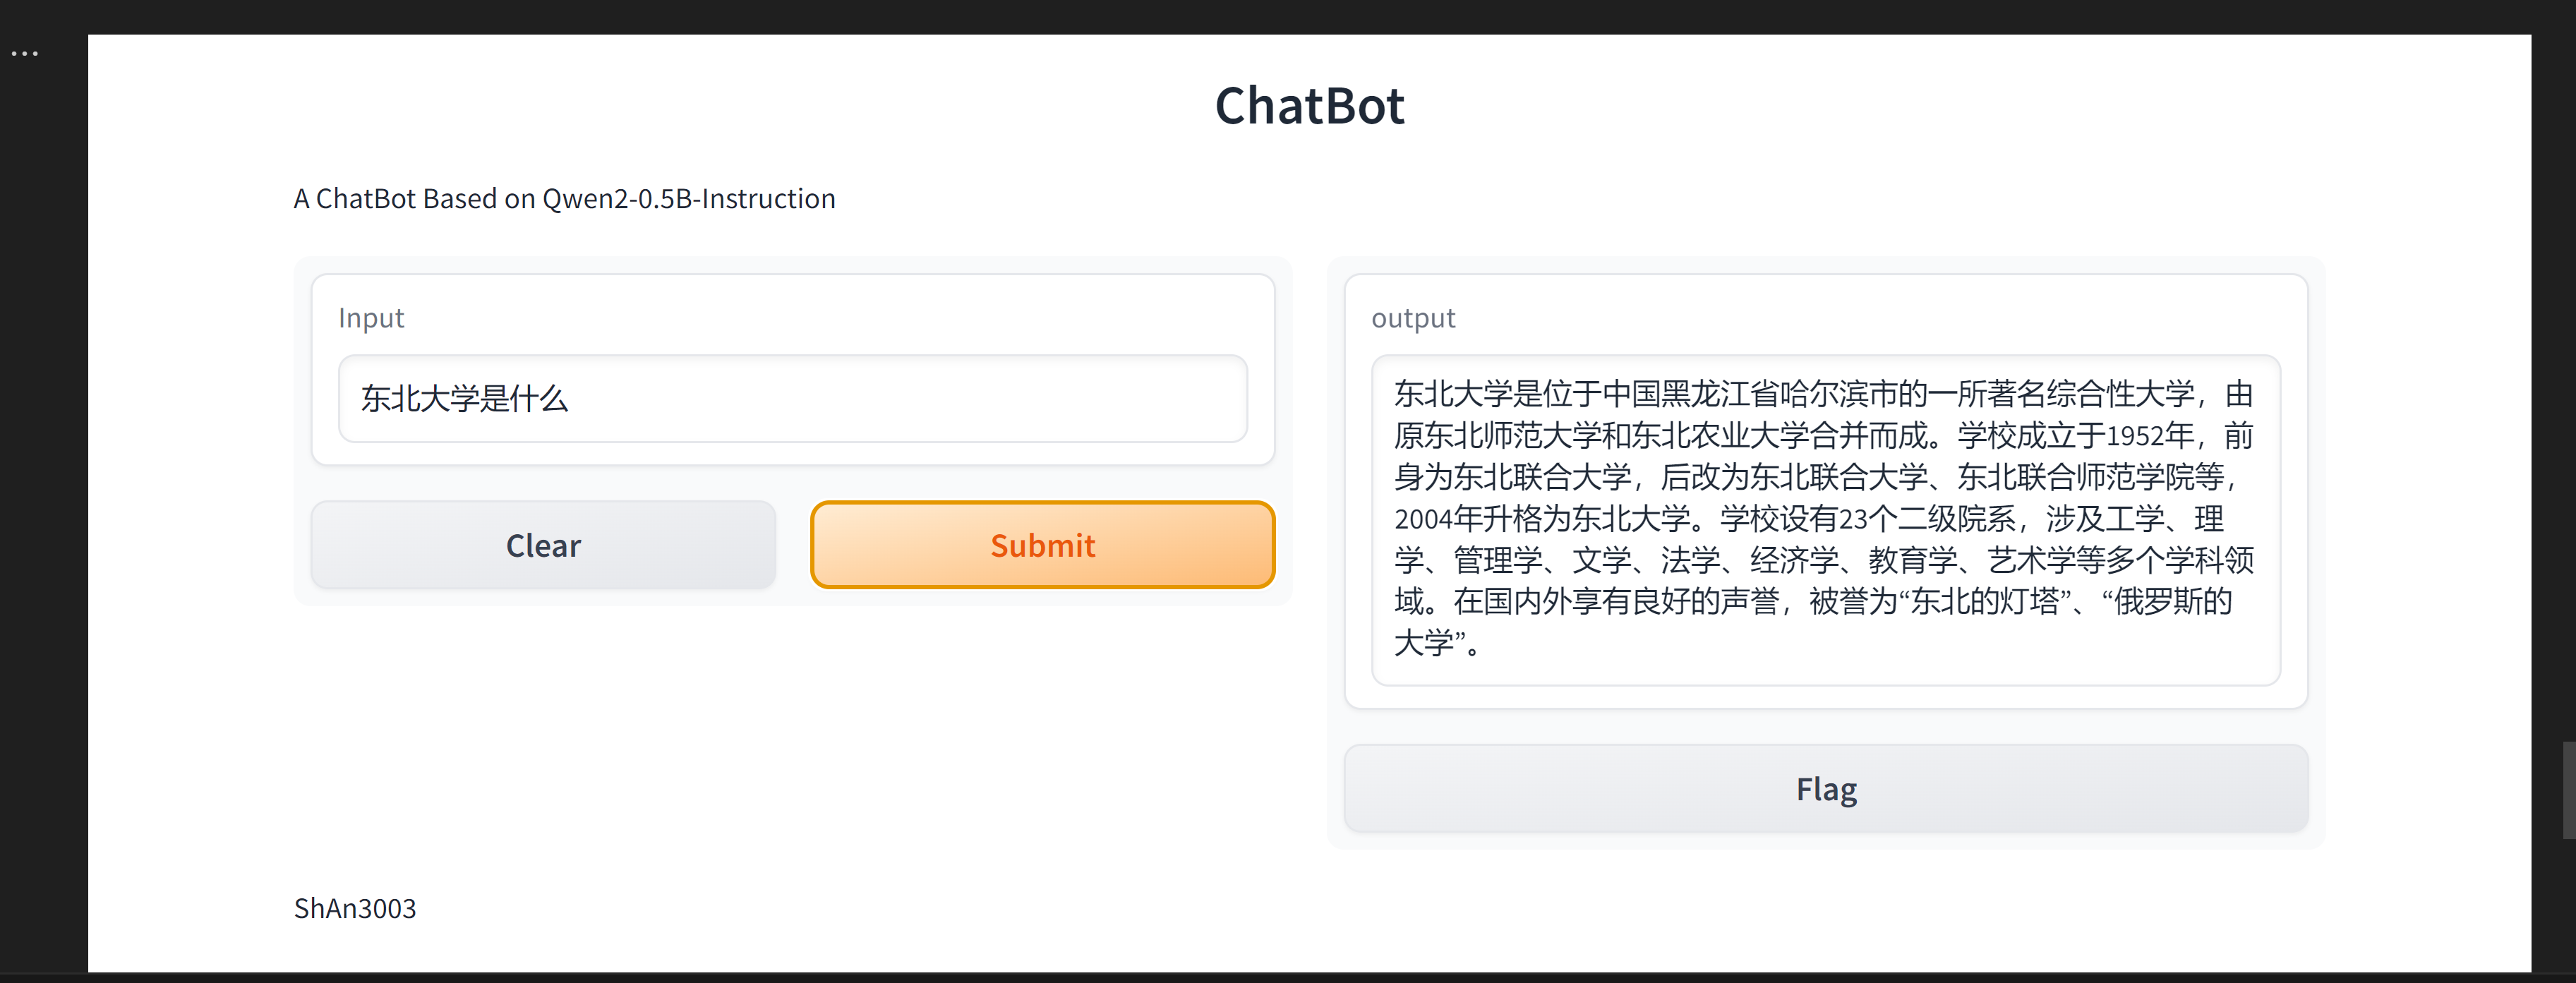 ...
ChatBot
A ChatBot Based on Qwen2-0.5B-Instruction
Input
东北大学是什么
Clear
Submit
output
东北大学是位于中国黑龙江省哈尔滨市的一所著名综合性大学，由
原东北师范大学和东北农业大学合并而成。学校成立于1952年，前
身为东北联合大学，后改为东北联合大学、东北联合师范学院等，
2004年升格为东北大学。学校设有23个二级院系，涉及工学、理
学、管理学、文学、法学、经济学、教育学、艺术学等多个学科领
域。在国内外享有良好的声誉，被誉为“东北的灯塔”、“俄罗斯的
大学”。
Flag
ShAn3003